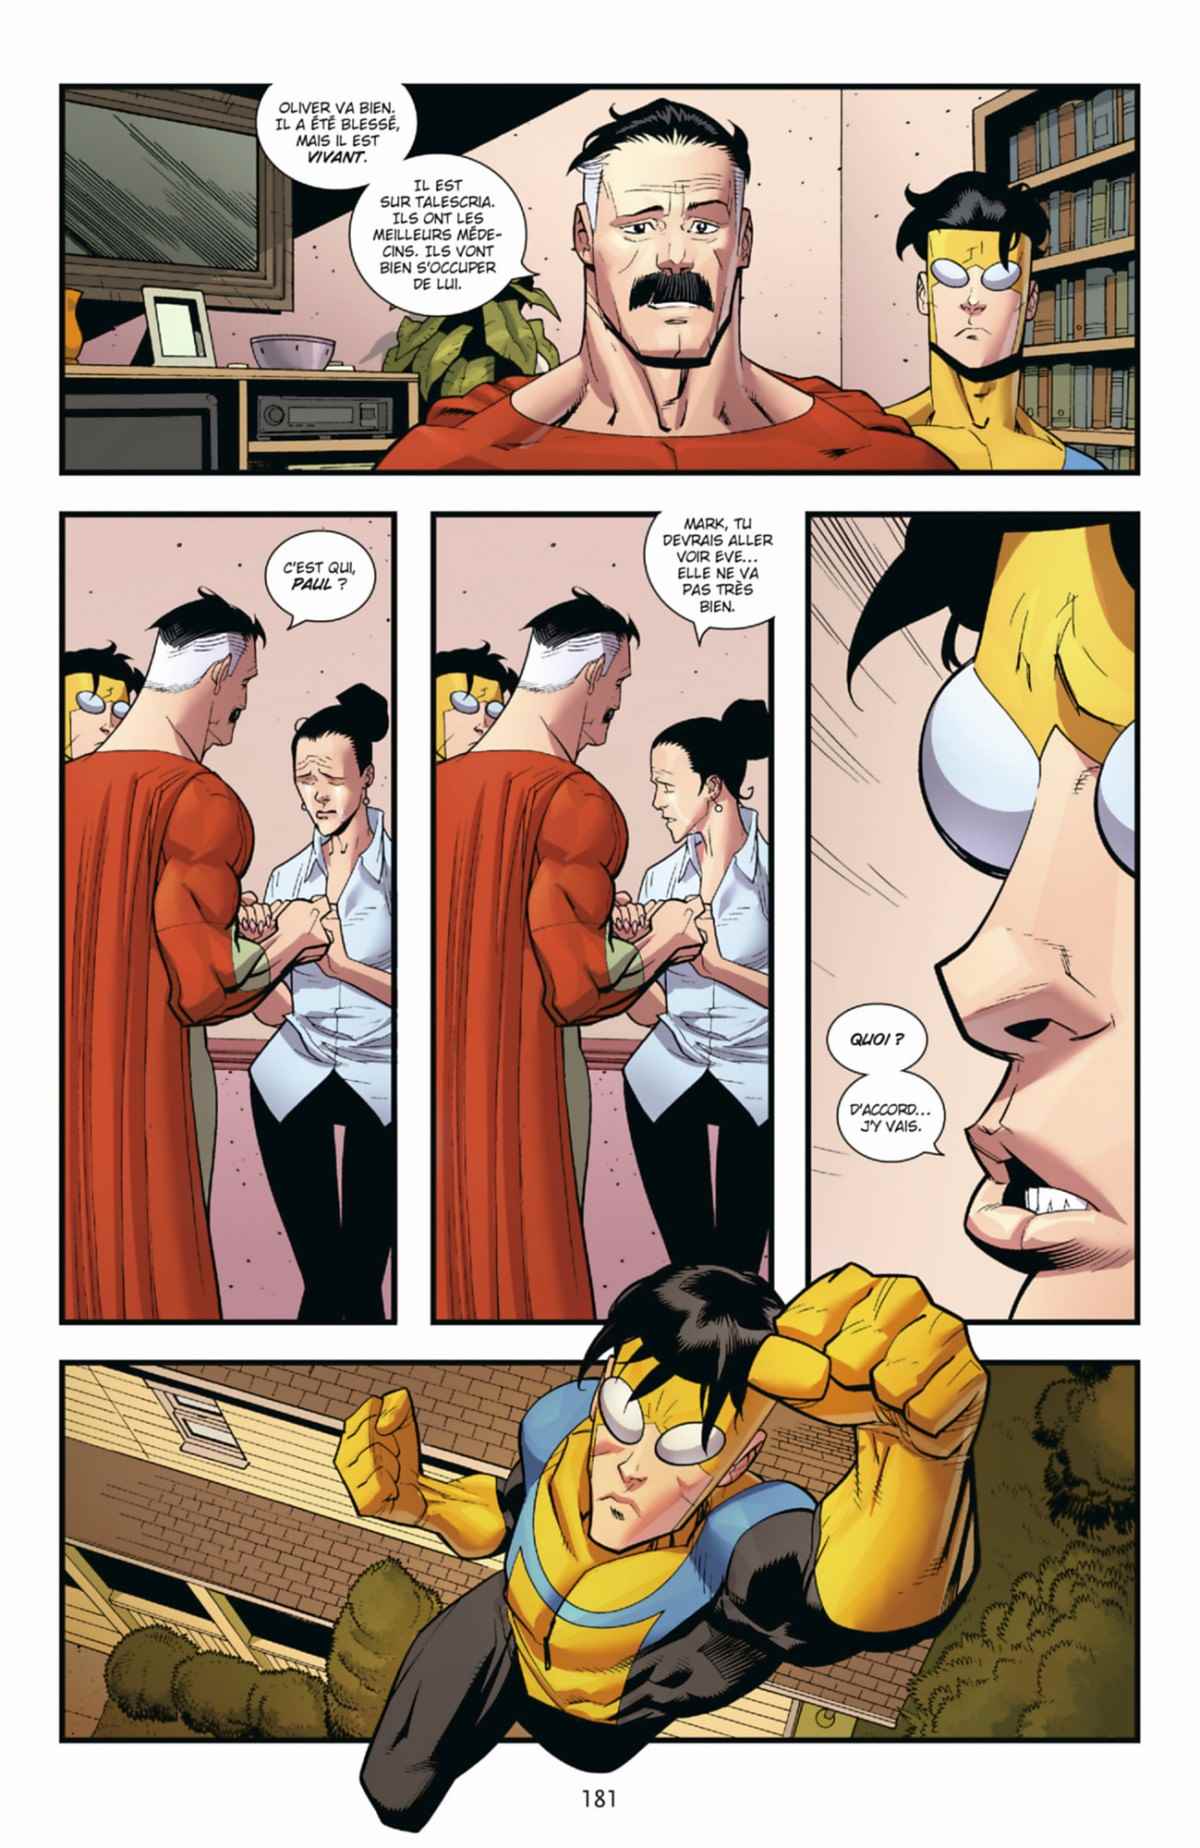 OLIVER VA BIEN.
IL A ÉTÉ BLESSÉ,
MAIS IL EST
VIVANT.
IL EST
SUR TALESCRIA.
ILS ONT LES
MEILLEURS MÉDE-
CINS. ILS VONT
BIEN S'OCCUPER
DE LUI.
C'EST QUI,
PAUL ?
MARK, TU
DEVRAIS ALLER
VOIR EVE...
ELLE NE VA
PAS TRÈS
BIEN.
QUOI ?
D'ACCORD...
J'Y VAIS.
181